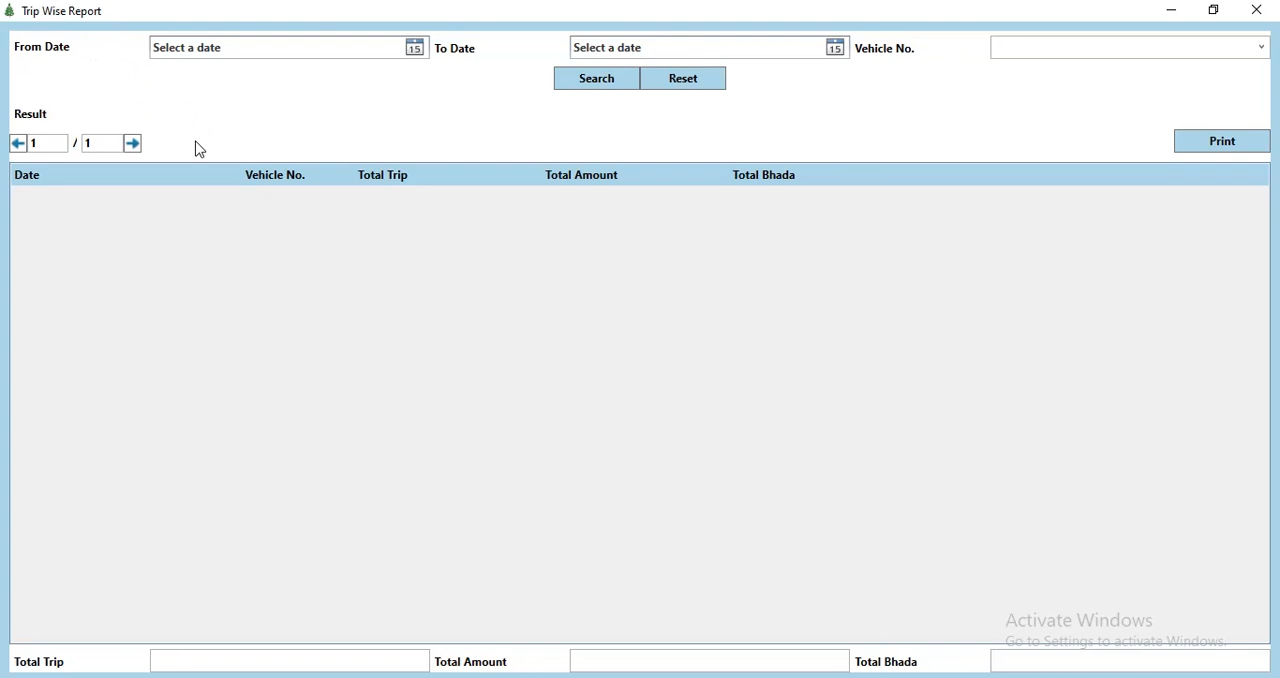 Trip Wise Report
From Date Select a date 15 To Date Select a date 15 Vehicle No.
Search Reset
Result
1 / 1 Print
Date Vehicle No. Total Trip Total Amount Total Bhada
Activate Windows
Go to Settings to activate Windows.
Total Trip Total Amount Total Bhada